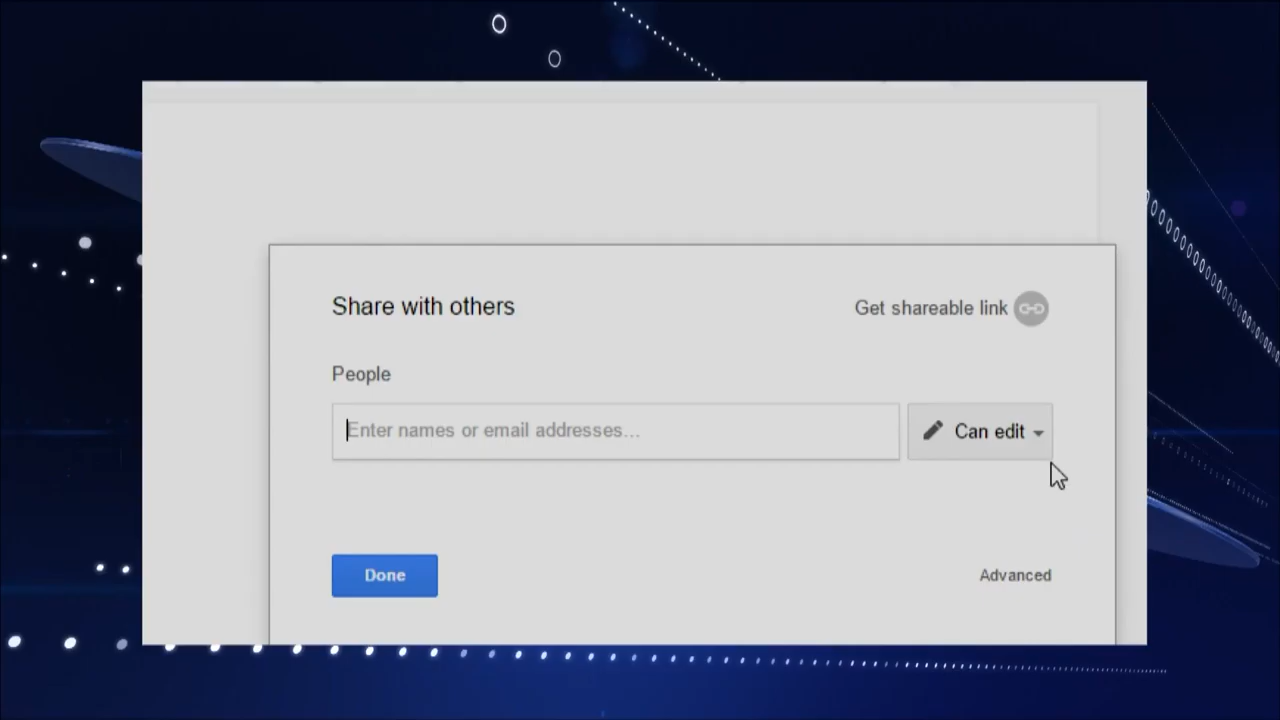 Share with others
Get shareable link
People
Enter names or email addresses...
Can edit
Done
Advanced